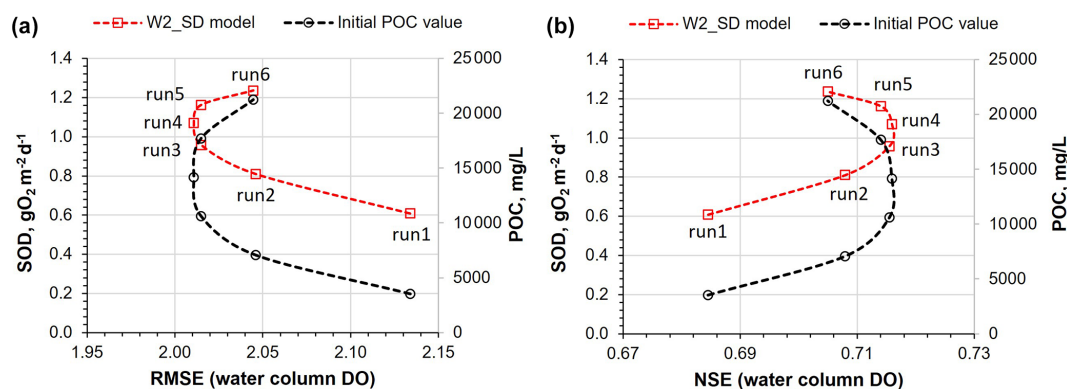 (a)
W2_SD model
Initial POC value
SOD, gO2 m-2 d-1
1.4
1.2
1.0
0.8
0.6
0.4
0.2
0.0
run6
run5
run4
run3
run2
run1
25000
20000
15000
10000
5000
0
POC, mg/L
1.95
2.00
2.05
2.10
2.15
RMSE (water column DO)
(b)
W2_SD model
Initial POC value
SOD, gO2 m-2 d-1
1.4
1.2
1.0
0.8
0.6
0.4
0.2
0.0
run6
run5
run4
run3
run2
run1
25000
20000
15000
10000
5000
0
POC, mg/L
0.67
0.69
0.71
0.73
NSE (water column DO)